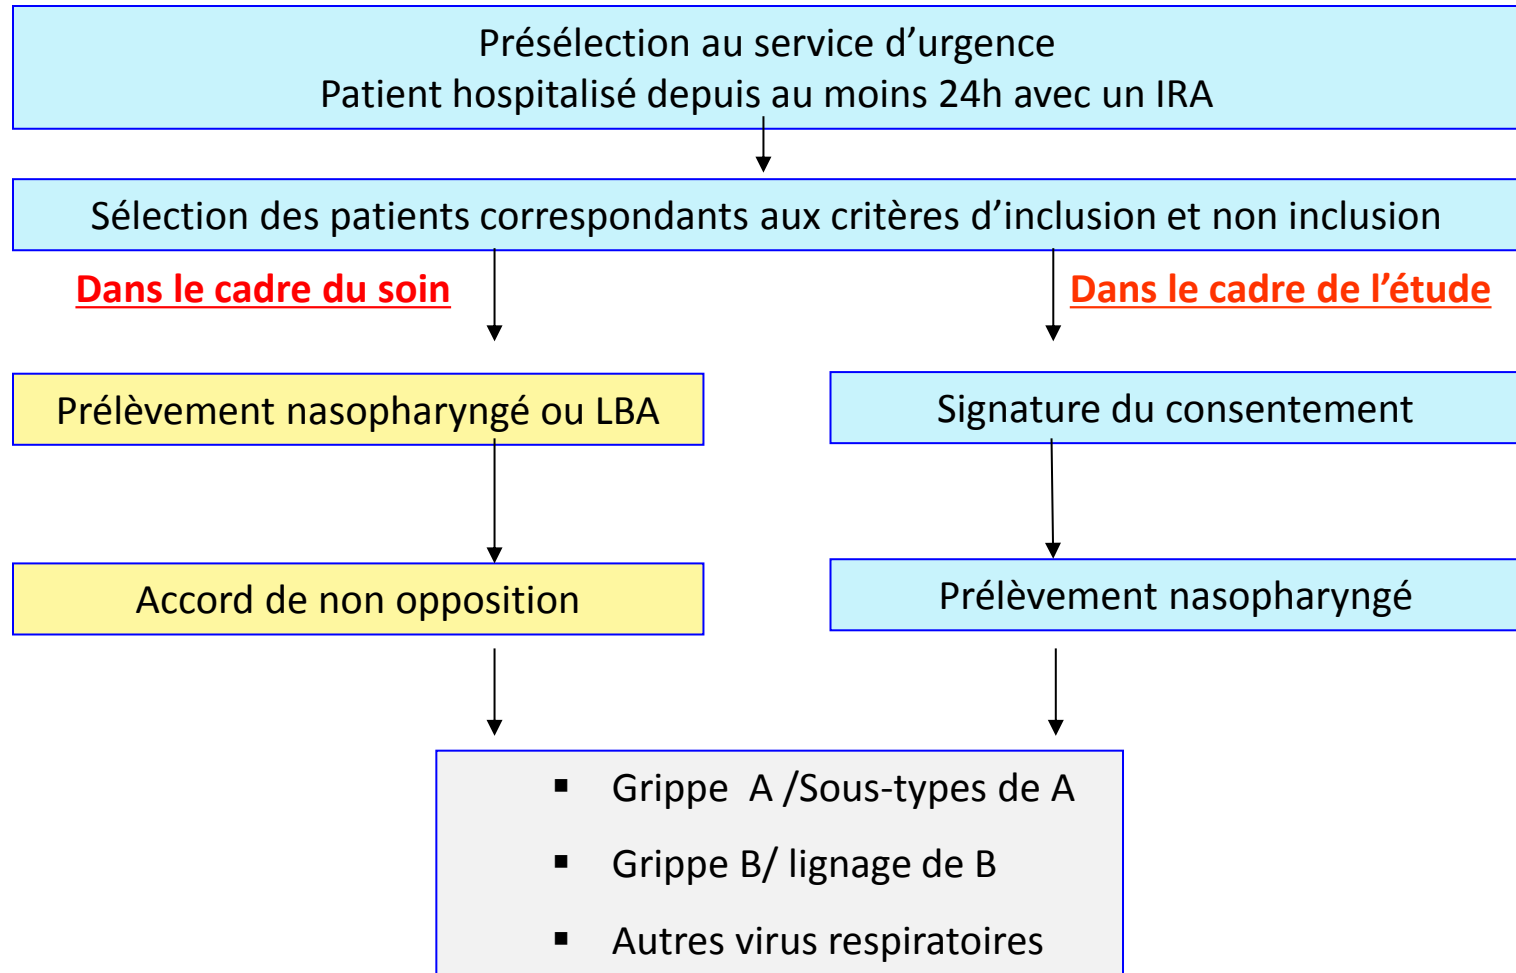 Présélection au service d’urgence
Patient hospitalisé depuis au moins 24h avec un IRA
Sélection des patients correspondants aux critères d’inclusion et non inclusion
Dans le cadre du soin
Dans le cadre de l’étude
Prélèvement nasopharyngé ou LBA
Signature du consentement
Accord de non opposition
Prélèvement nasopharyngé
▪ Grippe A /Sous-types de A
▪ Grippe B/ lignage de B
▪ Autres virus respiratoires